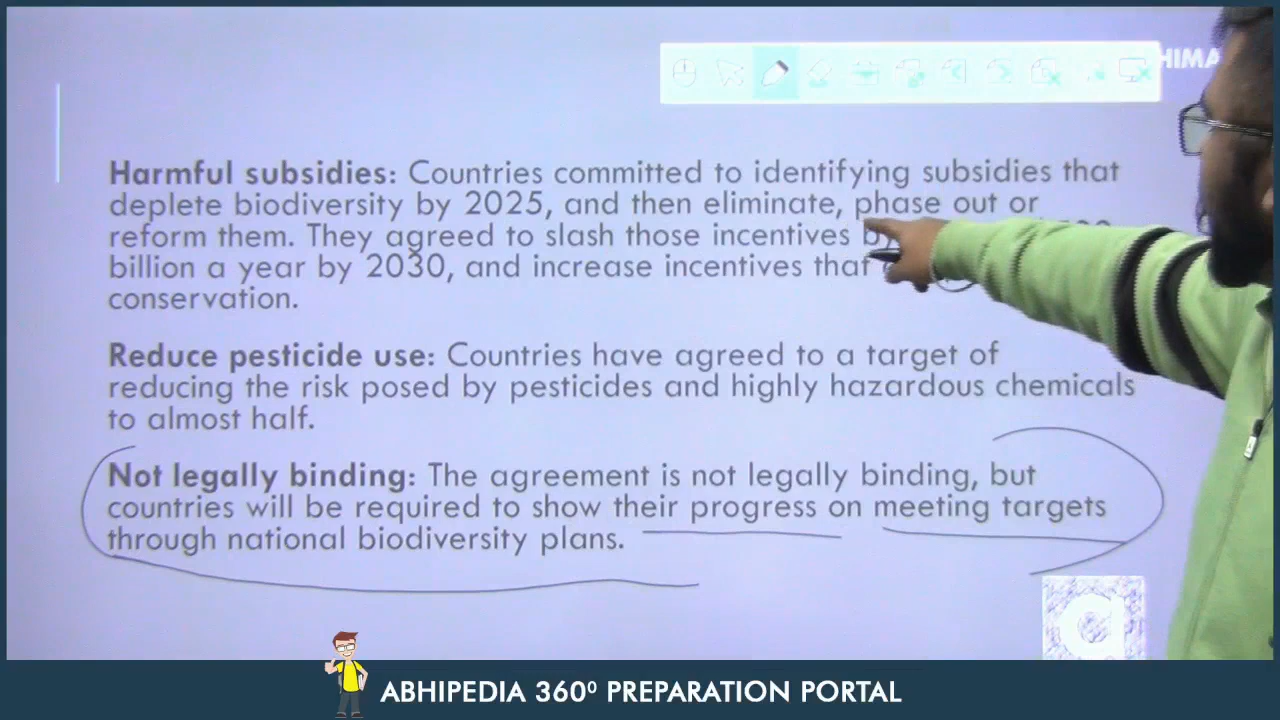 HIMA
Harmful subsidies: Countries committed to identifying subsidies that
deplete biodiversity by 2025, and then eliminate, phase out or
reform them. They agreed to slash those incentives by
billion a year by 2030, and increase incentives that
conservation.
Reduce pesticide use: Countries have agreed to a target of
reducing the risk posed by pesticides and highly hazardous chemicals
to almost half.
Not legally binding: The agreement is not legally binding, but
countries will be required to show their progress on meeting targets
through national biodiversity plans.
a
ABHIPEDIA 360⁰ PREPARATION PORTAL